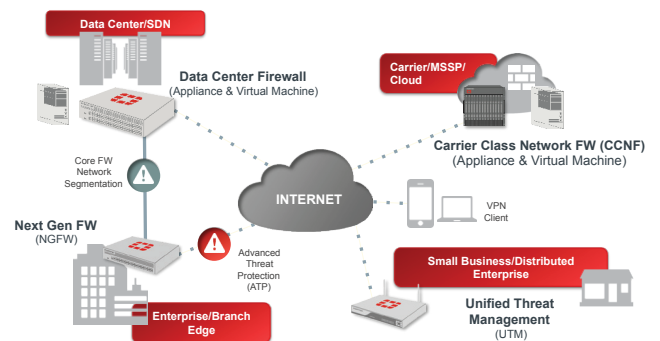 Data Center/SDN
Data Center Firewall
(Appliance & Virtual Machine)
Carrier/MSSP/
Cloud
Carrier Class Network FW (CCNF)
(Appliance & Virtual Machine)
Core FW
Network
Segmentation
INTERNET
VPN
Client
Next Gen FW
(NGFW)
Advanced
Threat
Protection
(ATP)
Enterprise/Branch
Edge
Small Business/Distributed
Enterprise
Unified Threat
Management
(UTM)